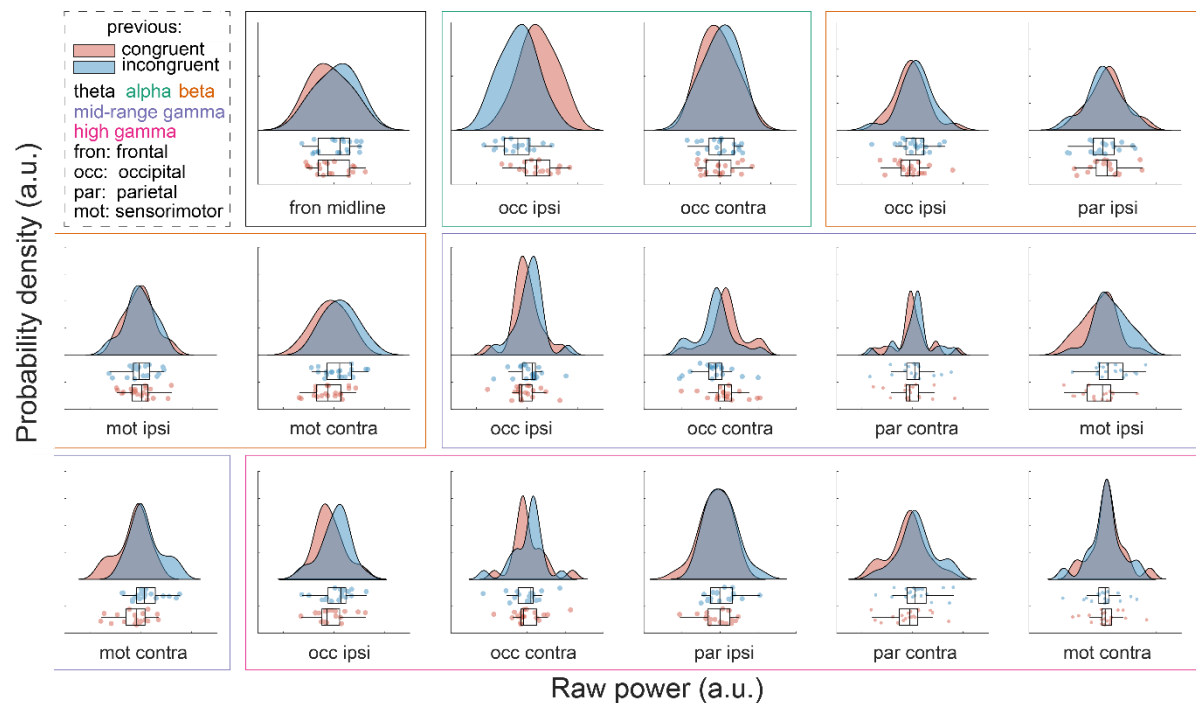 previous:
congruent
incongruent
theta alpha beta
mid-range gamma
high gamma
fron: frontal
occ: occipital
par: parietal
mot: sensorimotor
Probability density (a.u.)
fron midline
occ ipsi
occ contra
occ ipsi
par ipsi
mot ipsi
mot contra
occ ipsi
occ contra
par contra
mot ipsi
mot contra
occ ipsi
occ contra
par ipsi
par contra
mot contra
Raw power (a.u.)